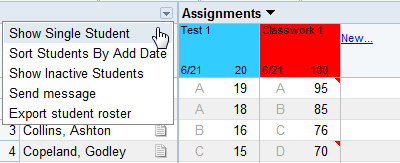 Assignments
Show Single Student
Sort Students By Add Date
Show Inactive Students
Send message
Export student roster
Test 1
6/21 20
Classwork 1
6/21 100
New...
A 19 A 95
A 18 B 85
3 Collins, Ashton B 16 C 76
4 Copeland, Godley C 15 D 70